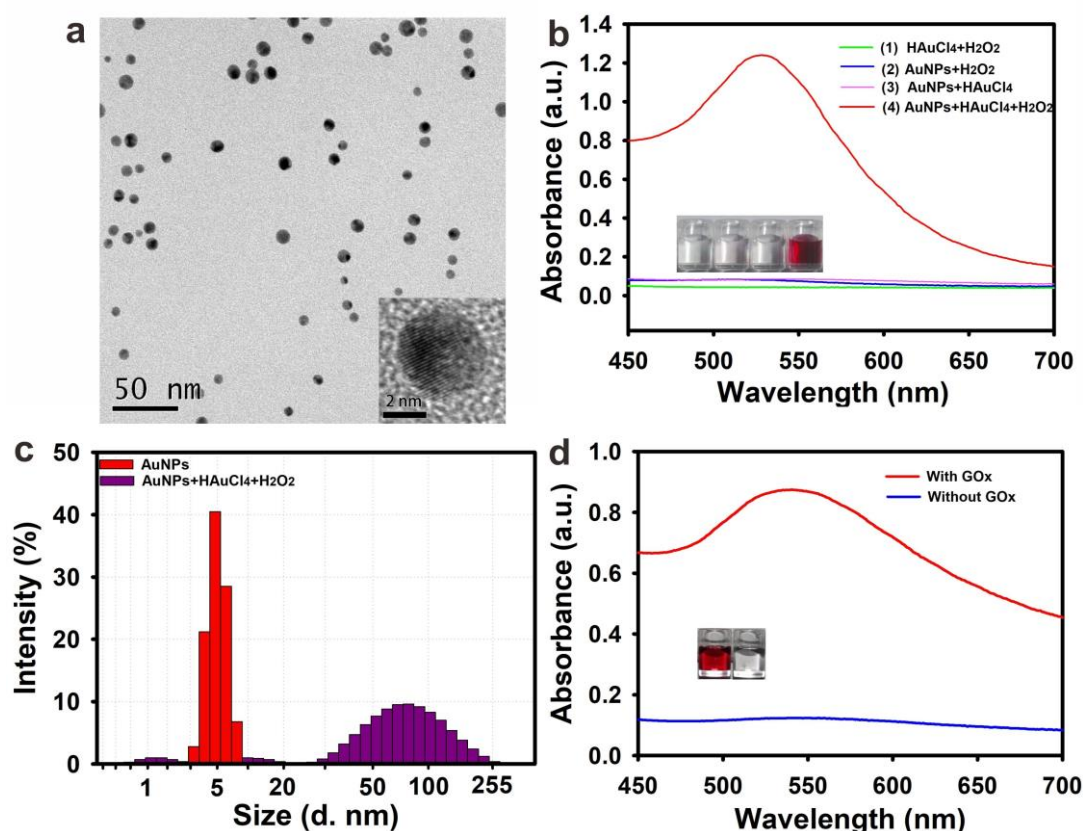 a
50 nm
2 nm
b
Absorbance (a.u.)
1.4
1.2
1.0
0.8
0.6
0.4
0.2
0.0
(1) HAuCl4+H2O2
(2) AuNPs+H2O2
(3) AuNPs+HAuCl4
(4) AuNPs+HAuCl4+H2O2
450 500 550 600 650 700
Wavelength (nm)
c
Intensity (%)
50
40
30
20
10
0
AuNPs
AuNPs+HAuCl4+H2O2
1 5 20 50 100 255
Size (d. nm)
d
Absorbance (a.u.)
1.0
0.8
0.6
0.4
0.2
0.0
With GOx
Without GOx
450 500 550 600 650 700
Wavelength (nm)